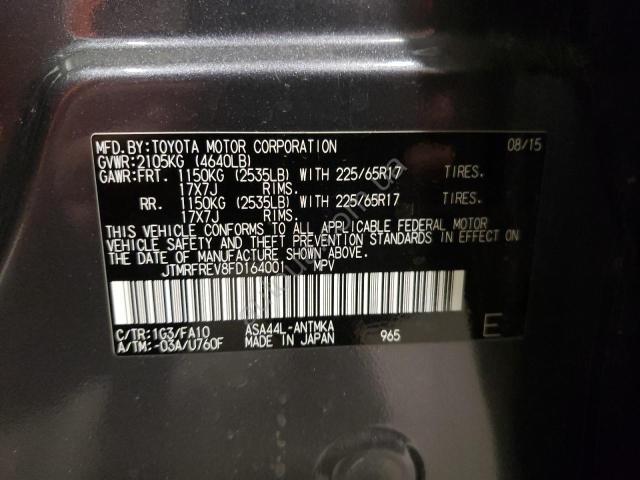 MFD.BY:TOYOTA MOTOR CORPORATION 08/15
GVWR:2105KG (4640LB)
GAWR:FRT. 1150KG (2535LB) WITH 225/65R17 TIRES.
17X7J RIMS.
RR. 1150KG (2535LB) WITH 225/65R17 TIRES.
17X7J RIMS.
THIS VEHICLE CONFORMS TO ALL APPLICABLE FEDERAL MOTOR
VEHICLE SAFETY AND THEFT PREVENTION STANDARDS IN EFFECT ON
THE DATE OF MANUFACTURE SHOWN ABOVE.
JTMRFREV8FD164001 MPV
C/TR:1G3/FA10 ASA44L-ANTMKA
A/TM:-03A/U760F MADE IN JAPAN 965 E